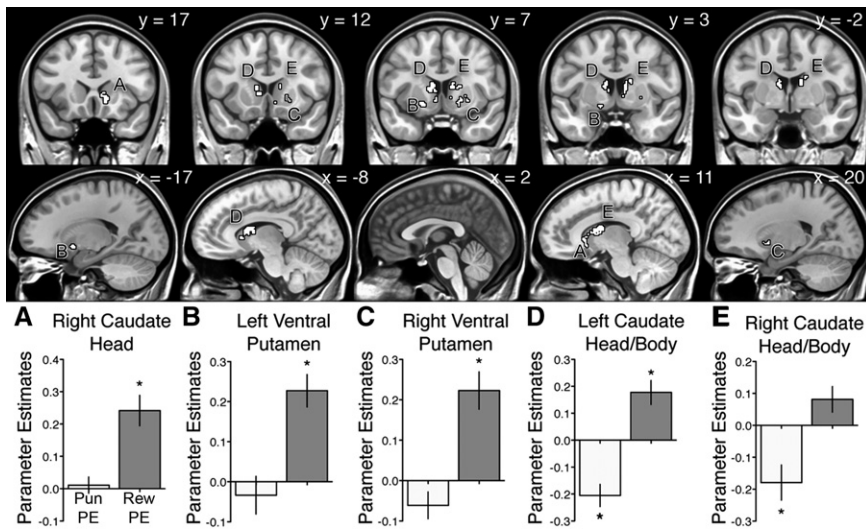 y = 17
y = 12
y = 7
y = 3
y = -2
A
D
E
C
D
E
B
C
D
E
B
D
E
x = -17
x = -8
x = 2
x = 11
x = 20
B
D
E
A
C
A Right Caudate
Head
B Left Ventral
Putamen
C Right Ventral
Putamen
D Left Caudate
Head/Body
E Right Caudate
Head/Body
Parameter Estimates
0.4
0.3
0.2
0.1
0.0
-0.1
*
Pun
PE
Rew
PE
Parameter Estimates
0.3
0.2
0.1
0.0
-0.1
*
Parameter Estimates
0.3
0.2
0.1
0.0
-0.1
*
Parameter Estimates
0.3
0.2
0.1
0.0
-0.1
-0.2
-0.3
*
*
Parameter Estimates
0.3
0.2
0.1
0.0
-0.1
-0.2
-0.3
*